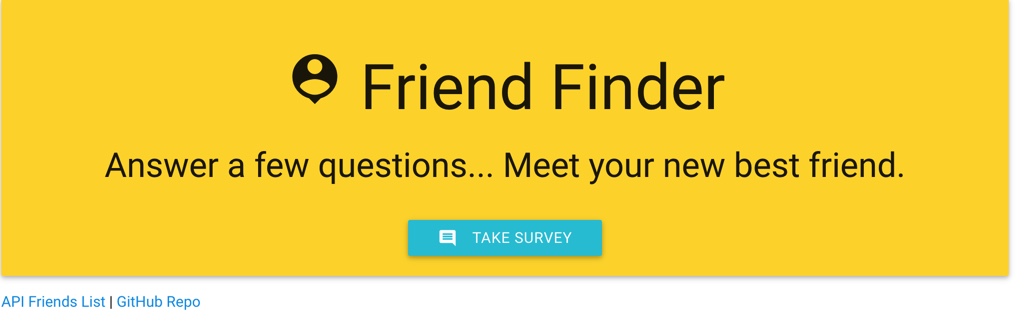 Friend Finder
Answer a few questions... Meet your new best friend.
TAKE SURVEY
API Friends List | GitHub Repo